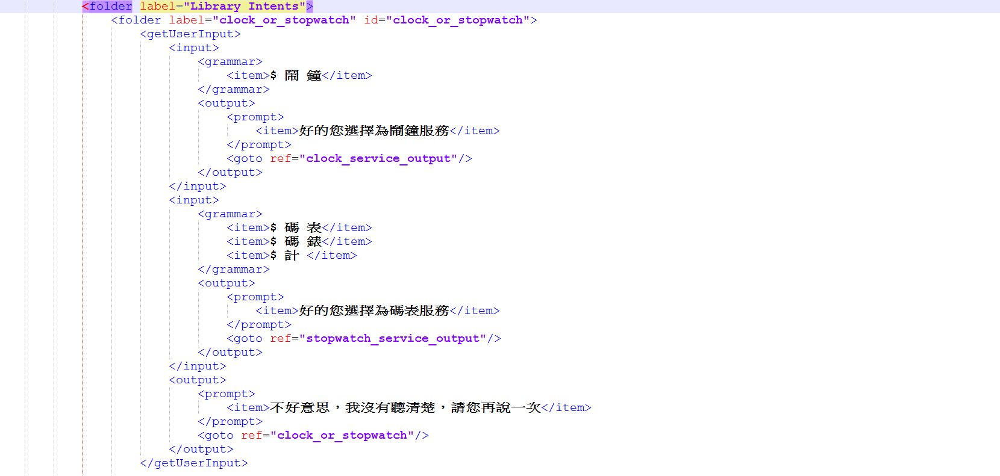 <folder label="Library Intents">
<folder label="clock_or_stopwatch" id="clock_or_stopwatch">
<getUserInput>
<input>
<grammar>
<item>$ 鬧 鐘</item>
</grammar>
<output>
<prompt>
<item>好的您選擇為鬧鐘服務</item>
</prompt>
<goto ref="clock_service_output"/>
</output>
</input>
<input>
<grammar>
<item>$ 碼 表</item>
<item>$ 碼 錶</item>
<item>$ 計 </item>
</grammar>
<output>
<prompt>
<item>好的您選擇為碼表服務</item>
</prompt>
<goto ref="stopwatch_service_output"/>
</output>
</input>
<output>
<prompt>
<item>不好意思，我沒有聽清楚，請您再說一次</item>
</prompt>
<goto ref="clock_or_stopwatch"/>
</output>
</getUserInput>